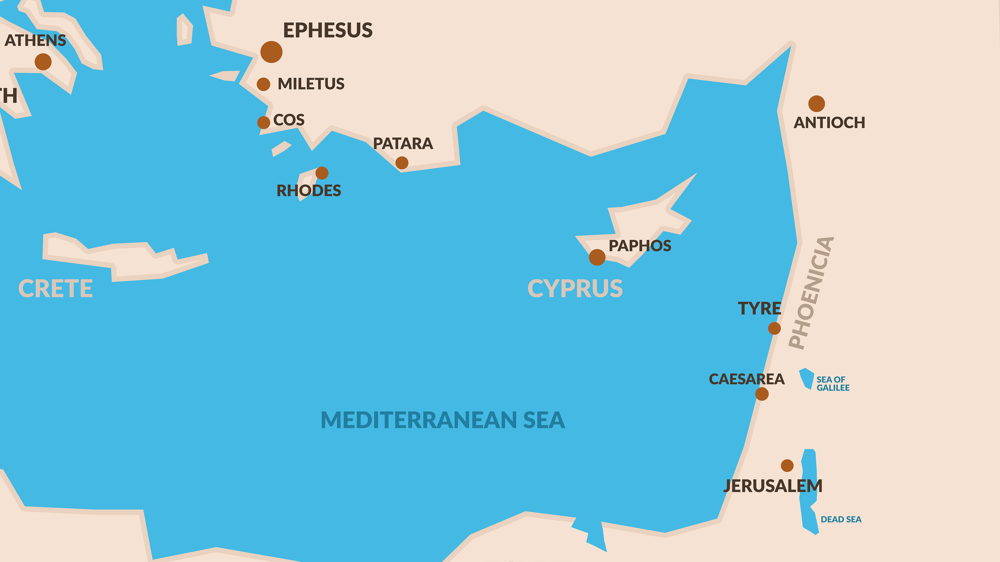 EPHESUS
ATHENS
MILETUS
TH
COS
ANTIOCH
PATARA
RHODES
PAPHOS
PHOENICIA
CRETE
CYPRUS
TYRE
CAESAREA
SEA OF
GALILEE
MEDITERRANEAN SEA
JERUSALEM
DEAD SEA